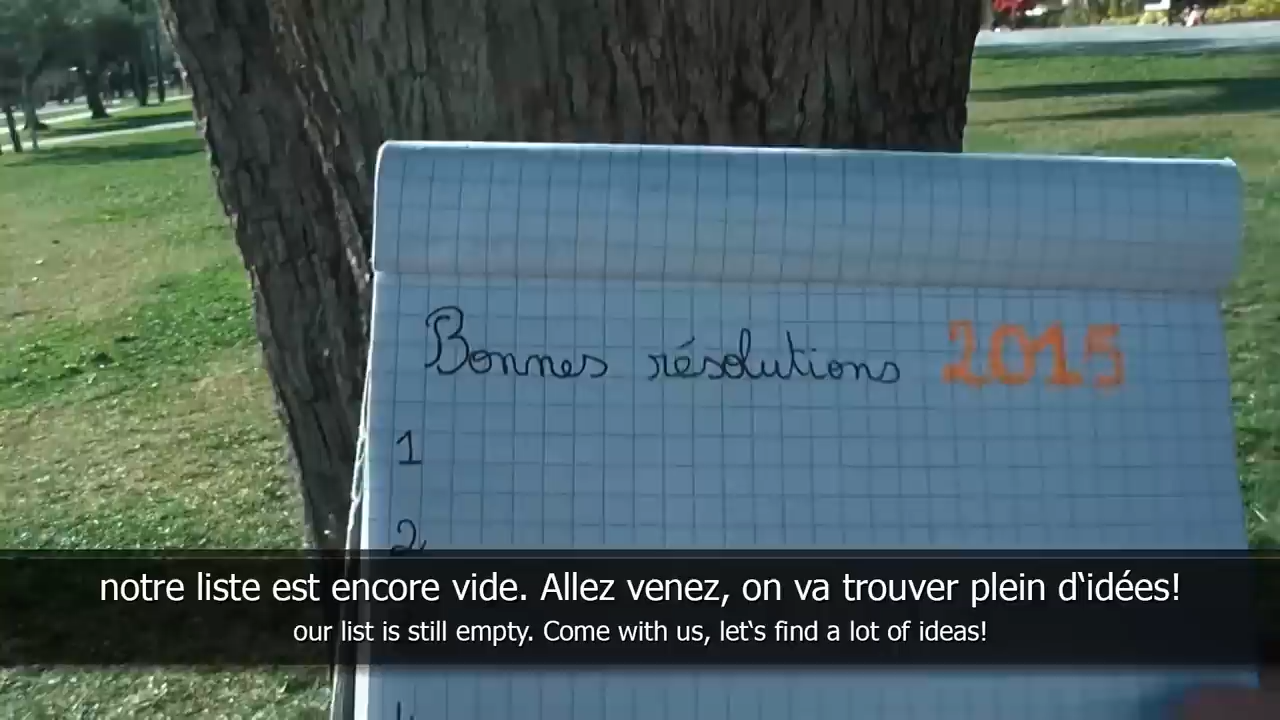 Bonnes résolutions 2015
1
2
notre liste est encore vide. Allez venez, on va trouver plein d‘idées!
our list is still empty. Come with us, let‘s find a lot of ideas!